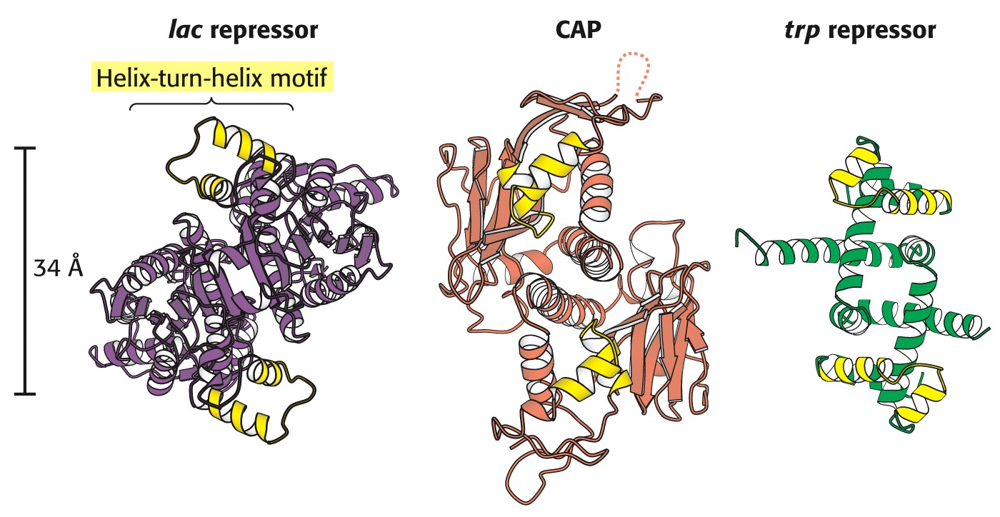 lac repressor
CAP
trp repressor
Helix-turn-helix motif
34 Å